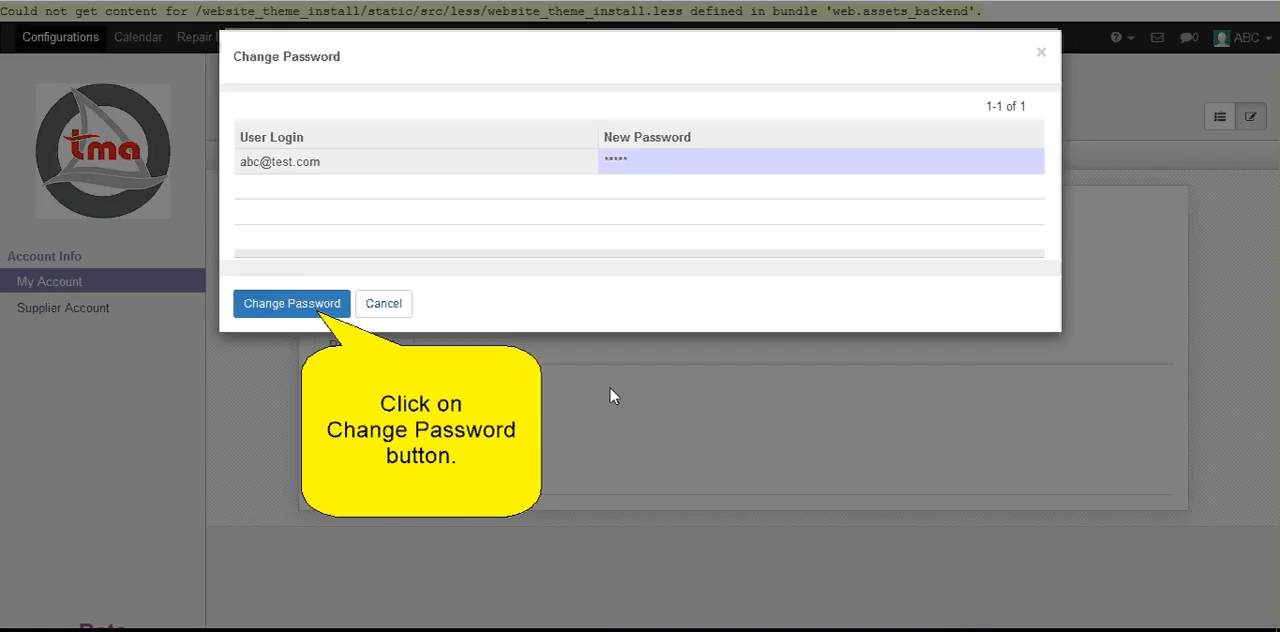 Could not get content for /website_theme_install/static/src/less/website_theme_install.less defined in bundle 'web.assets_backend'.
Configurations Calendar Repair
0 ABC
Change Password ×
1-1 of 1
User Login New Password
abc@test.com *****
tma
Account Info
My Account
Supplier Account
Change Password Cancel
Click on
Change Password
button.